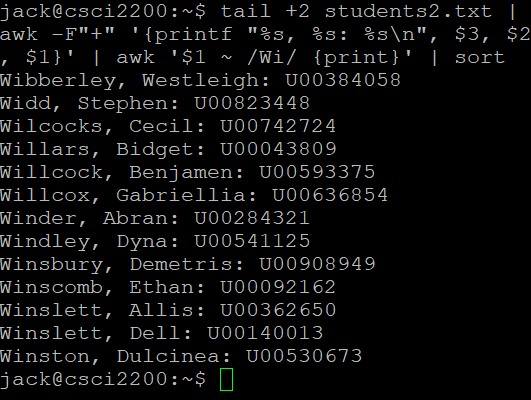 jack@csci2200:~$ tail +2 students2.txt |
awk -F"+" '{printf "%s, %s: %s\n", $3, $2
, $1}' | awk '$1 ~ /Wi/ {print}' | sort
Wibberley, Westleigh: U00384058
Widd, Stephen: U00823448
Wilcocks, Cecil: U00742724
Willars, Bidget: U00043809
Willcock, Benjamen: U00593375
Willcox, Gabriellia: U00636854
Winder, Abran: U00284321
Windley, Dyna: U00541125
Winsbury, Demetris: U00908949
Winscomb, Ethan: U00092162
Winslett, Allis: U00362650
Winslett, Dell: U00140013
Winston, Dulcinea: U00530673
jack@csci2200:~$